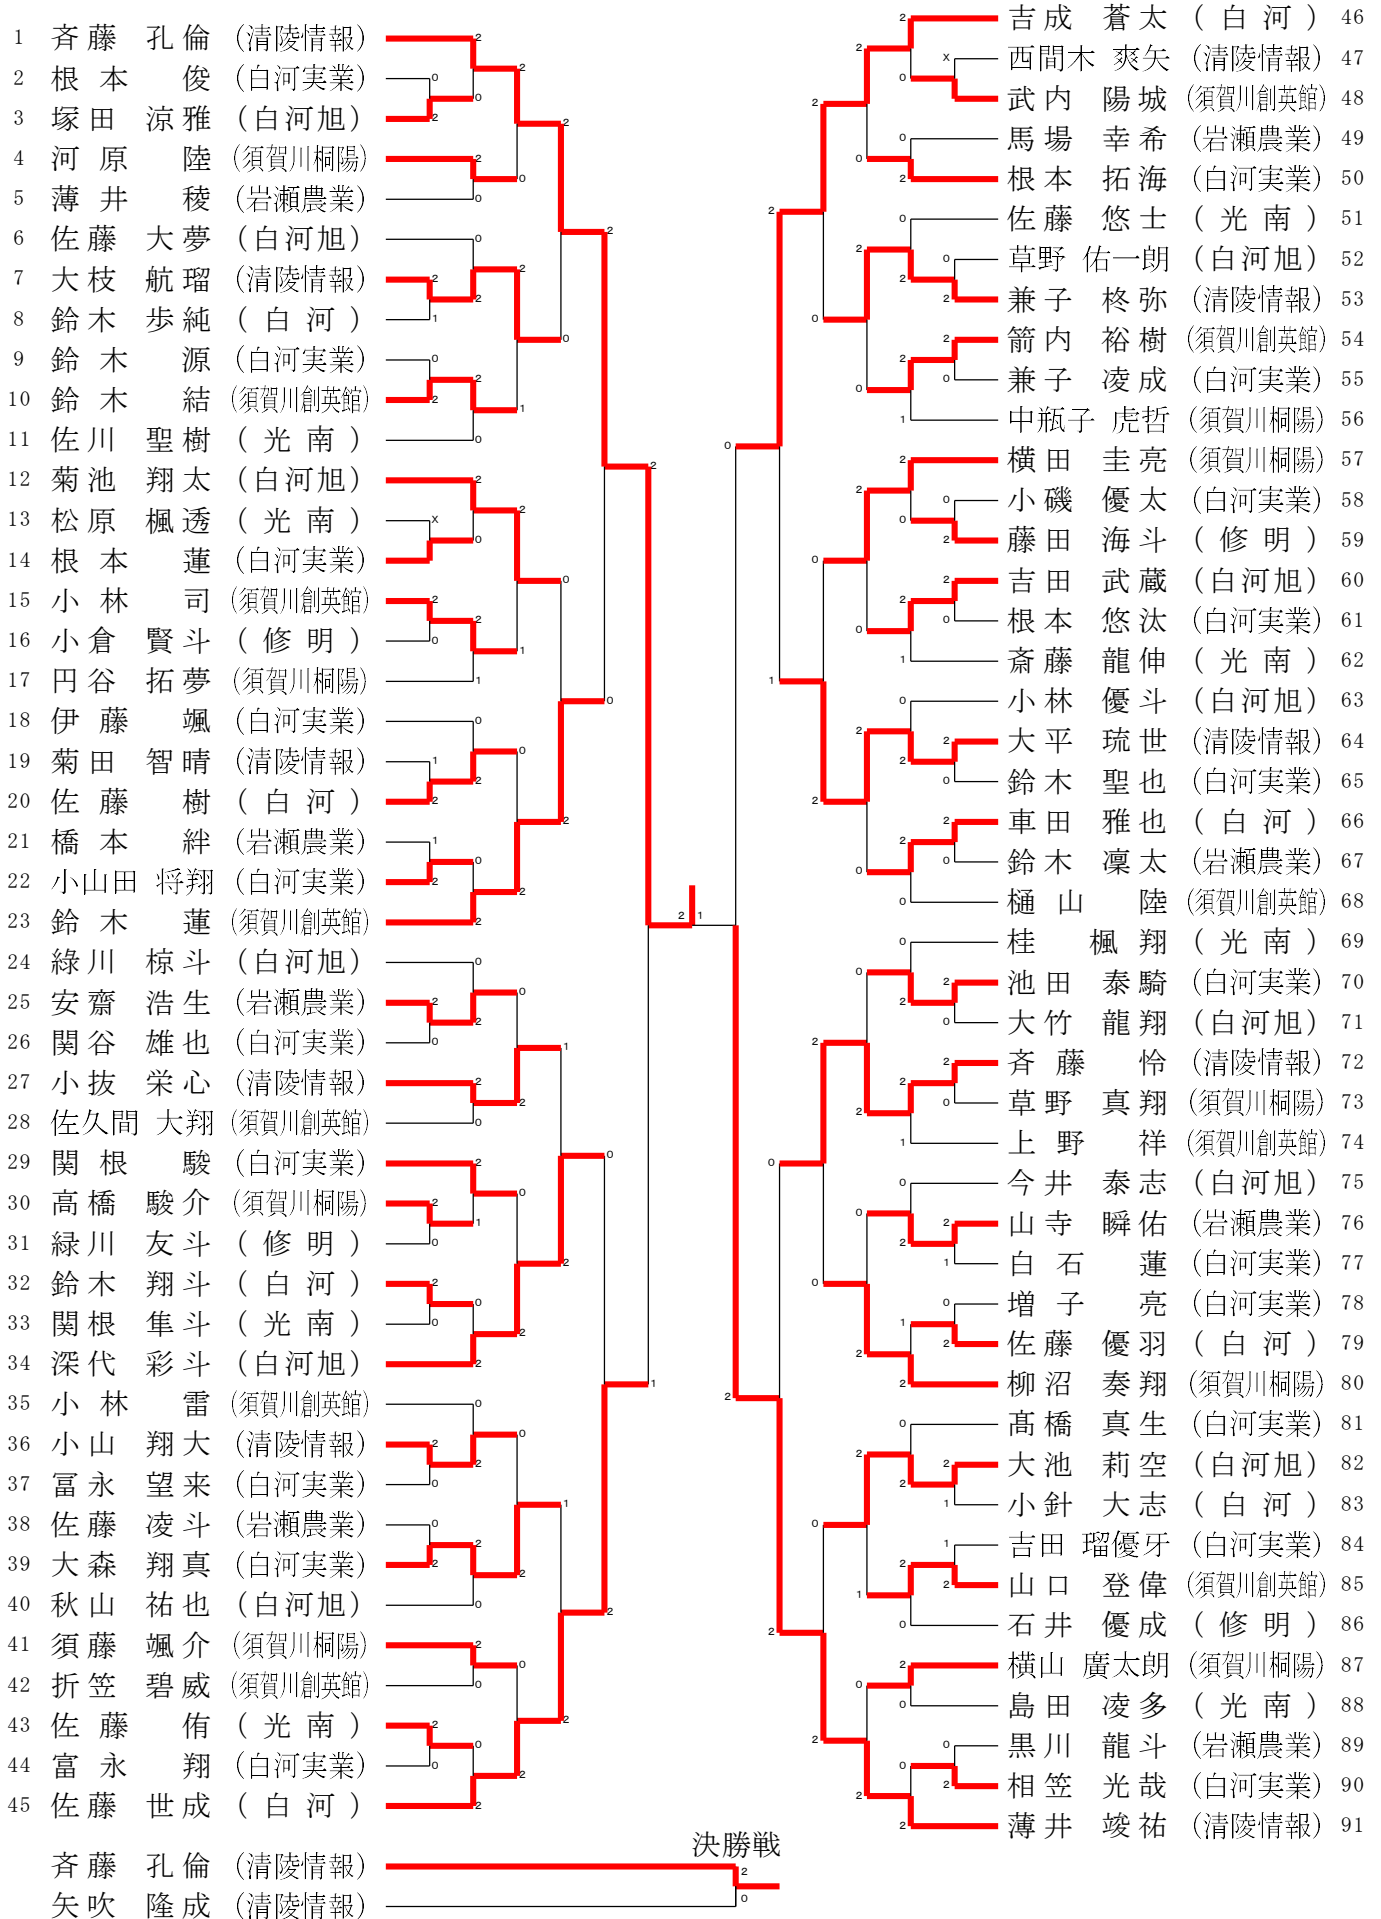 1 斉藤 孔倫 (清陵情報)
2 根本 俊 (白河実業)
3 塚田 涼雅 (白河旭)
4 河原 陸 (須賀川桐陽)
5 薄井 稜 (岩瀬農業)
6 佐藤 大夢 (白河旭)
7 大枝 航瑠 (清陵情報)
8 鈴木 歩純 (白河)
9 鈴木 源 (白河実業)
10 鈴木 結 (須賀川創英館)
11 佐川 聖樹 (光南)
12 菊池 翔太 (白河旭)
13 松原 楓透 (光南)
14 根本 蓮 (白河実業)
15 小林 司 (須賀川創英館)
16 小倉 賢斗 (修明)
17 円谷 拓夢 (須賀川桐陽)
18 伊藤 颯 (白河実業)
19 菊田 智晴 (清陵情報)
20 佐藤 樹 (白河)
21 橋本 絆 (岩瀬農業)
22 小山田 将翔 (白河実業)
23 鈴木 蓮 (須賀川創英館)
24 綠川 椋斗 (白河旭)
25 安齋 浩生 (岩瀬農業)
26 関谷 雄也 (白河実業)
27 小抜 栄心 (清陵情報)
28 佐久間 大翔 (須賀川創英館)
29 関根 駿 (白河実業)
30 高橋 駿介 (須賀川桐陽)
31 緑川 友斗 (修明)
32 鈴木 翔斗 (白河)
33 関根 隼斗 (光南)
34 深代 彩斗 (白河旭)
35 小林 雷 (須賀川創英館)
36 小山 翔大 (清陵情報)
37 冨永 望来 (白河実業)
38 佐藤 凌斗 (岩瀬農業)
39 大森 翔真 (白河実業)
40 秋山 祐也 (白河旭)
41 須藤 颯介 (須賀川桐陽)
42 折笠 碧威 (須賀川創英館)
43 佐藤 侑 (光南)
44 富永 翔 (白河実業)
45 佐藤 世成 (白河)
吉成 蒼太 (白河) 46
西間木 爽矢 (清陵情報) 47
武内 陽城 (須賀川創英館) 48
馬場 幸希 (岩瀬農業) 49
根本 拓海 (白河実業) 50
佐藤 悠士 (光南) 51
草野 佑一朗 (白河旭) 52
兼子 柊弥 (清陵情報) 53
箭内 裕樹 (須賀川創英館) 54
兼子 凌成 (白河実業) 55
中瓶子 虎哲 (須賀川桐陽) 56
横田 圭亮 (須賀川桐陽) 57
小磯 優太 (白河実業) 58
藤田 海斗 (修明) 59
吉田 武蔵 (白河旭) 60
根本 悠汰 (白河実業) 61
斎藤 龍伸 (光南) 62
小林 優斗 (白河旭) 63
大平 琉世 (清陵情報) 64
鈴木 聖也 (白河実業) 65
車田 雅也 (白河) 66
鈴木 凜太 (岩瀬農業) 67
樋山 陸 (須賀川創英館) 68
桂 楓翔 (光南) 69
池田 泰騎 (白河実業) 70
大竹 龍翔 (白河旭) 71
斉藤 怜 (清陵情報) 72
草野 真翔 (須賀川桐陽) 73
上野 祥 (須賀川創英館) 74
今井 泰志 (白河旭) 75
山寺 瞬佑 (岩瀬農業) 76
白石 蓮 (白河実業) 77
増子 亮 (白河実業) 78
佐藤 優羽 (白河) 79
柳沼 奏翔 (須賀川桐陽) 80
髙橋 真生 (白河実業) 81
大池 莉空 (白河旭) 82
小針 大志 (白河) 83
吉田 瑠優牙 (白河実業) 84
山口 登偉 (須賀川創英館) 85
石井 優成 (修明) 86
横山 廣太朗 (須賀川桐陽) 87
島田 凌多 (光南) 88
黒川 龍斗 (岩瀬農業) 89
相笠 光哉 (白河実業) 90
薄井 竣祐 (清陵情報) 91
決勝戦
斉藤 孔倫 (清陵情報) 2
矢吹 隆成 (清陵情報) 0